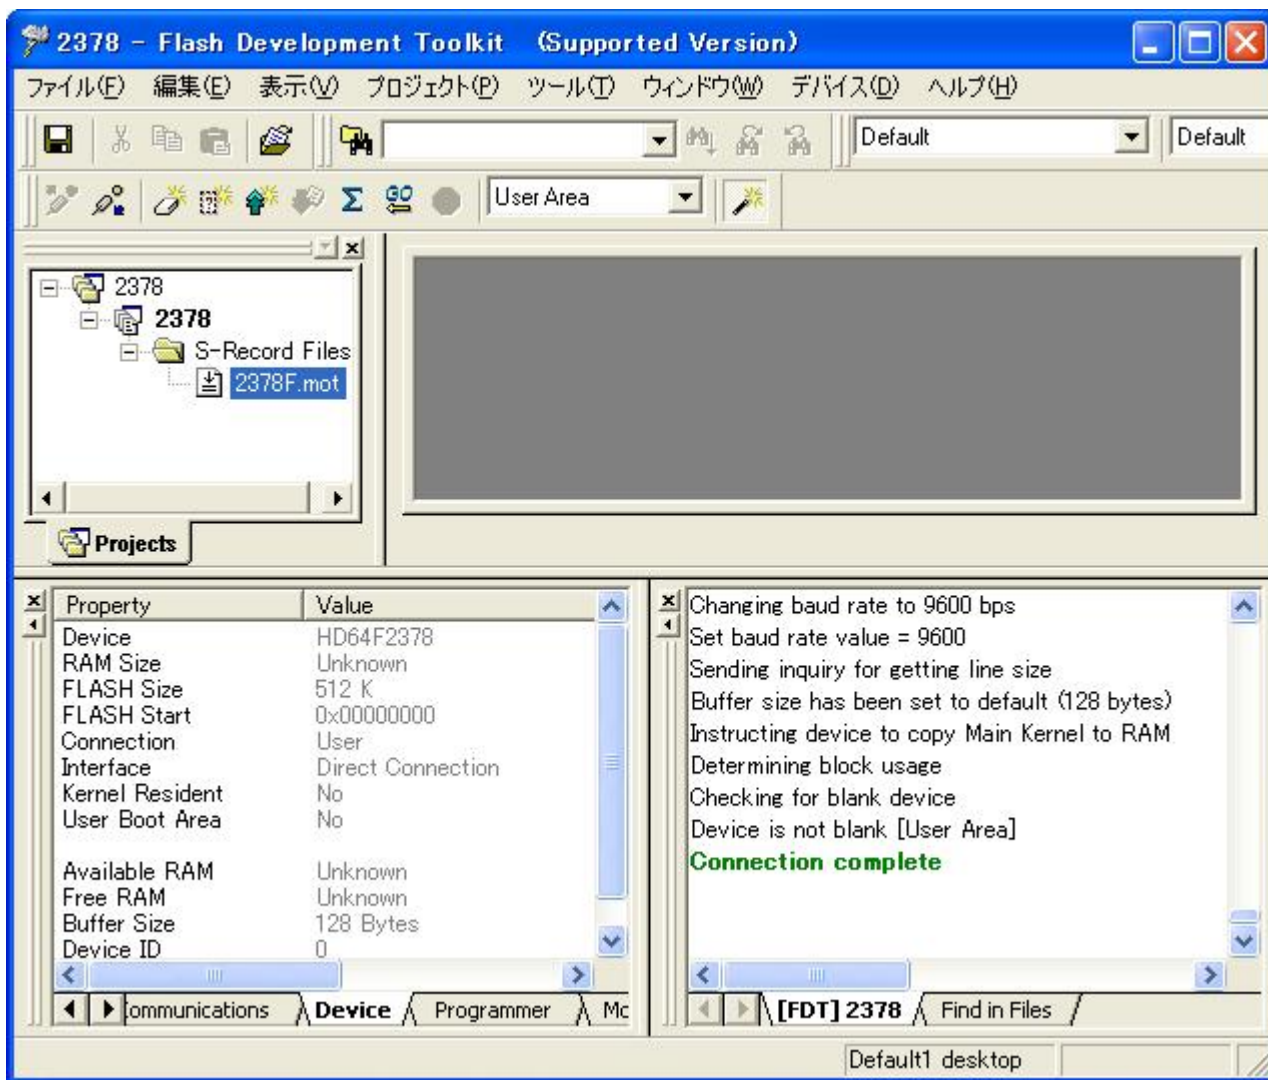 2378 - Flash Development Toolkit (Supported Version)
ファイル(F) 編集(E) 表示(V) プロジェクト(P) ツール(T) ウィンドウ(W) デバイス(D) ヘルプ(H)
Default Default
GO User Area
2378
2378
S-Record Files
2378F.mot
Projects
Property Value
Device HD64F2378
RAM Size Unknown
FLASH Size 512 K
FLASH Start 0x00000000
Connection User
Interface Direct Connection
Kernel Resident No
User Boot Area No
Available RAM Unknown
Free RAM Unknown
Buffer Size 128 Bytes
Device ID 0
ommunications Device Programmer Mo
Changing baud rate to 9600 bps
Set baud rate value = 9600
Sending inquiry for getting line size
Buffer size has been set to default (128 bytes)
Instructing device to copy Main Kernel to RAM
Determining block usage
Checking for blank device
Device is not blank [User Area]
Connection complete
[FDT] 2378 Find in Files
Default1 desktop